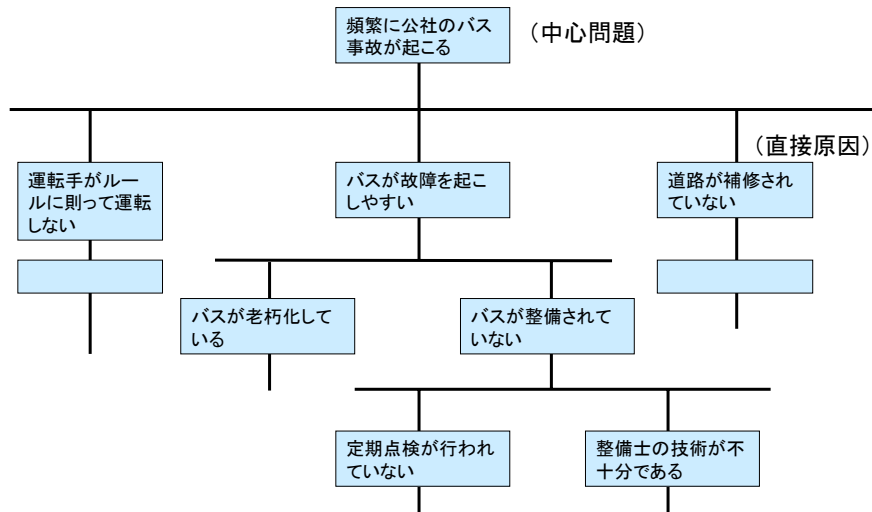 頻繁に公社のバス
事故が起こる
（中心問題）
（直接原因）
運転手がルー
ルに則って運転
しない
バスが故障を起こ
しやすい
道路が補修され
ていない
バスが老朽化して
いる
バスが整備されて
いない
定期点検が行われ
ていない
整備士の技術が不
十分である